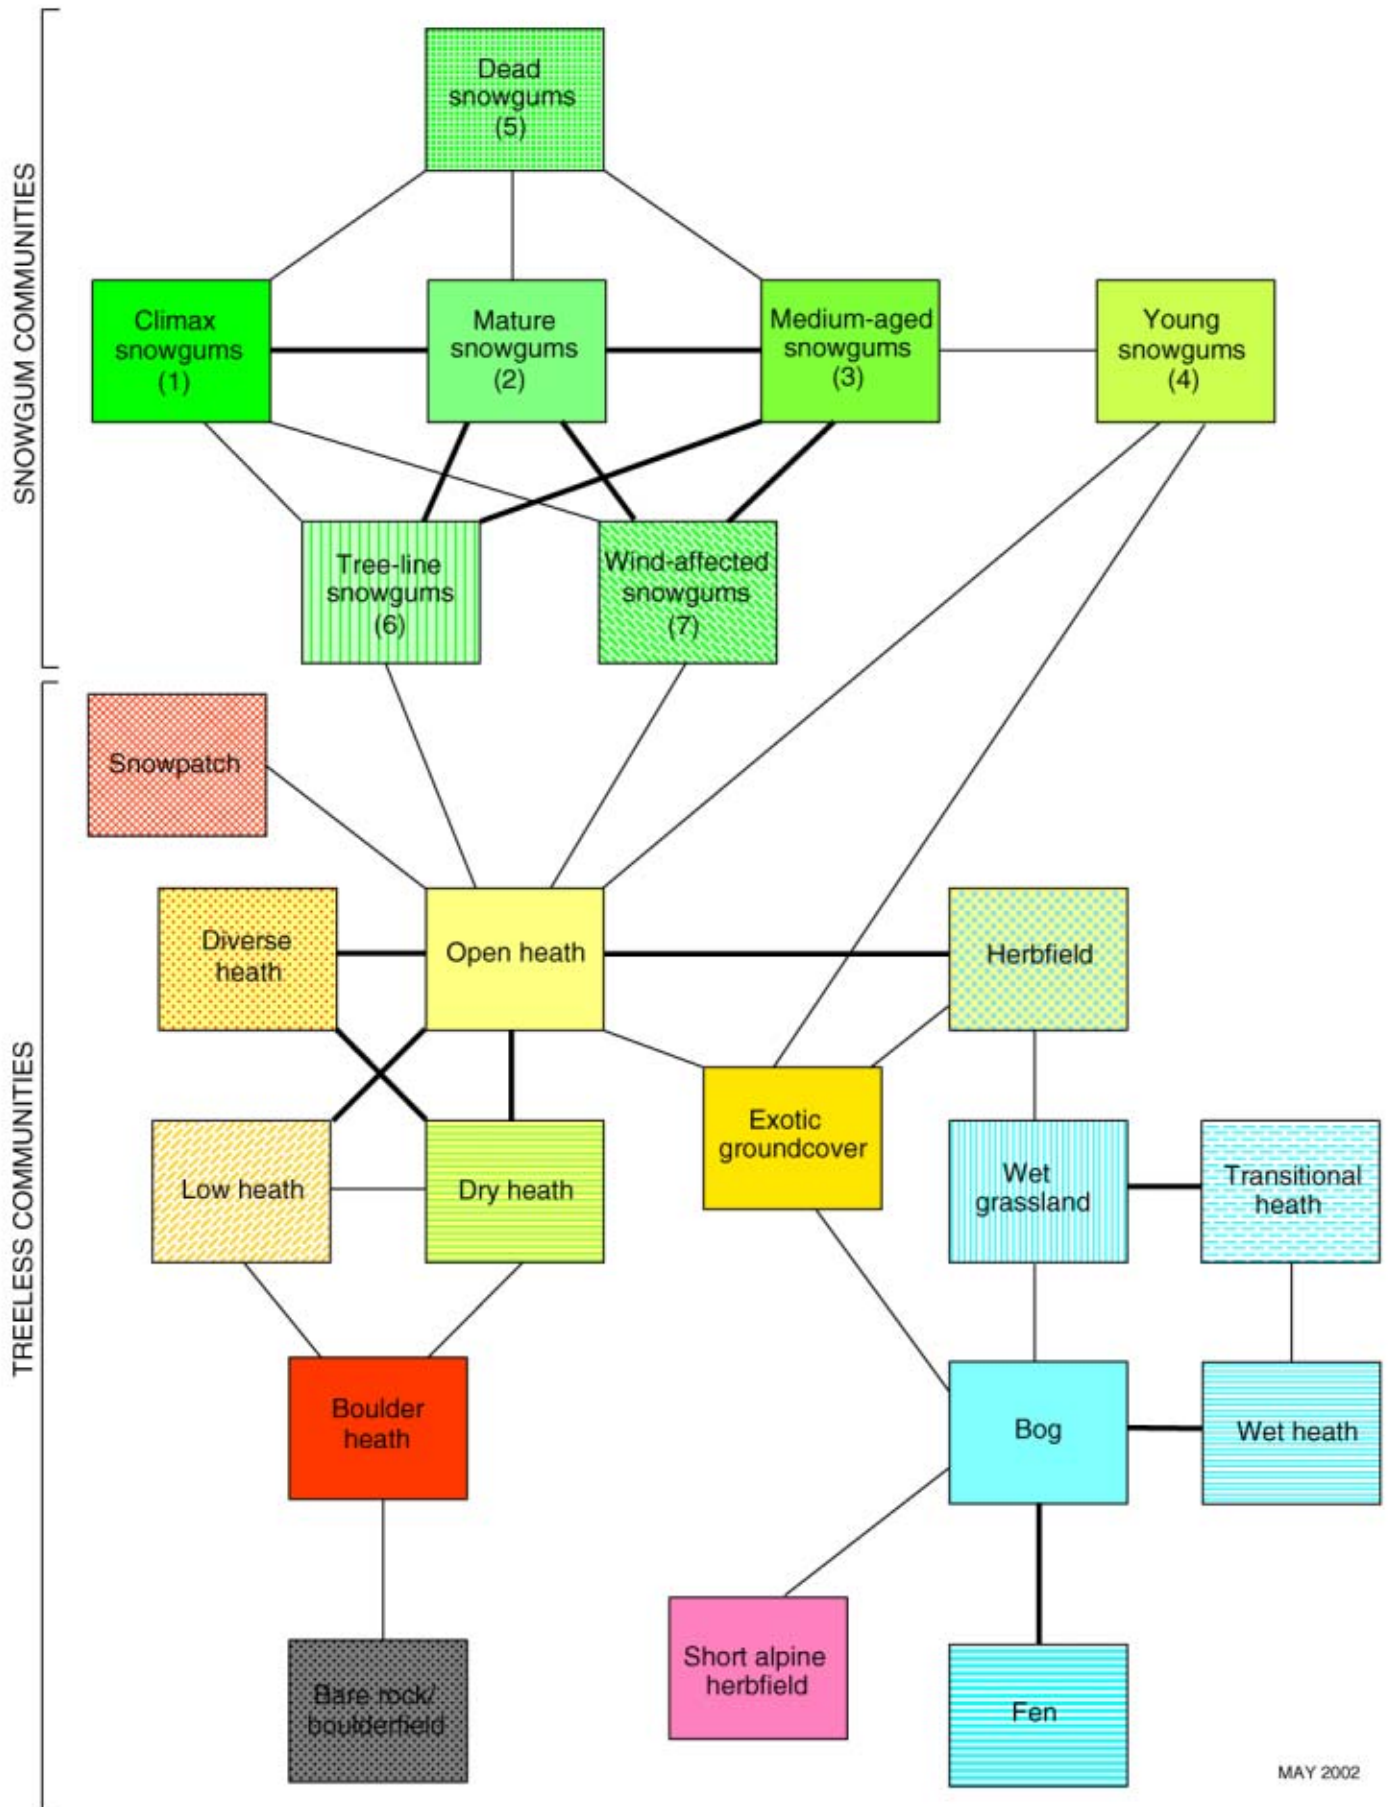 SNOWGUM COMMUNITIES
Dead
snowgums
(5)
Climax
snowgums
(1)
Mature
snowgums
(2)
Medium-aged
snowgums
(3)
Young
snowgums
(4)
Tree-line
snowgums
(6)
Wind-affected
snowgums
(7)
TREELESS COMMUNITIES
Snowpatch
Diverse
heath
Open heath
Herbfield
Low heath
Dry heath
Exotic
groundcover
Wet
grassland
Transitional
heath
Boulder
heath
Bog
Wet heath
Bare rock/
boulderfield
Short alpine
herbfield
Fen
MAY 2002